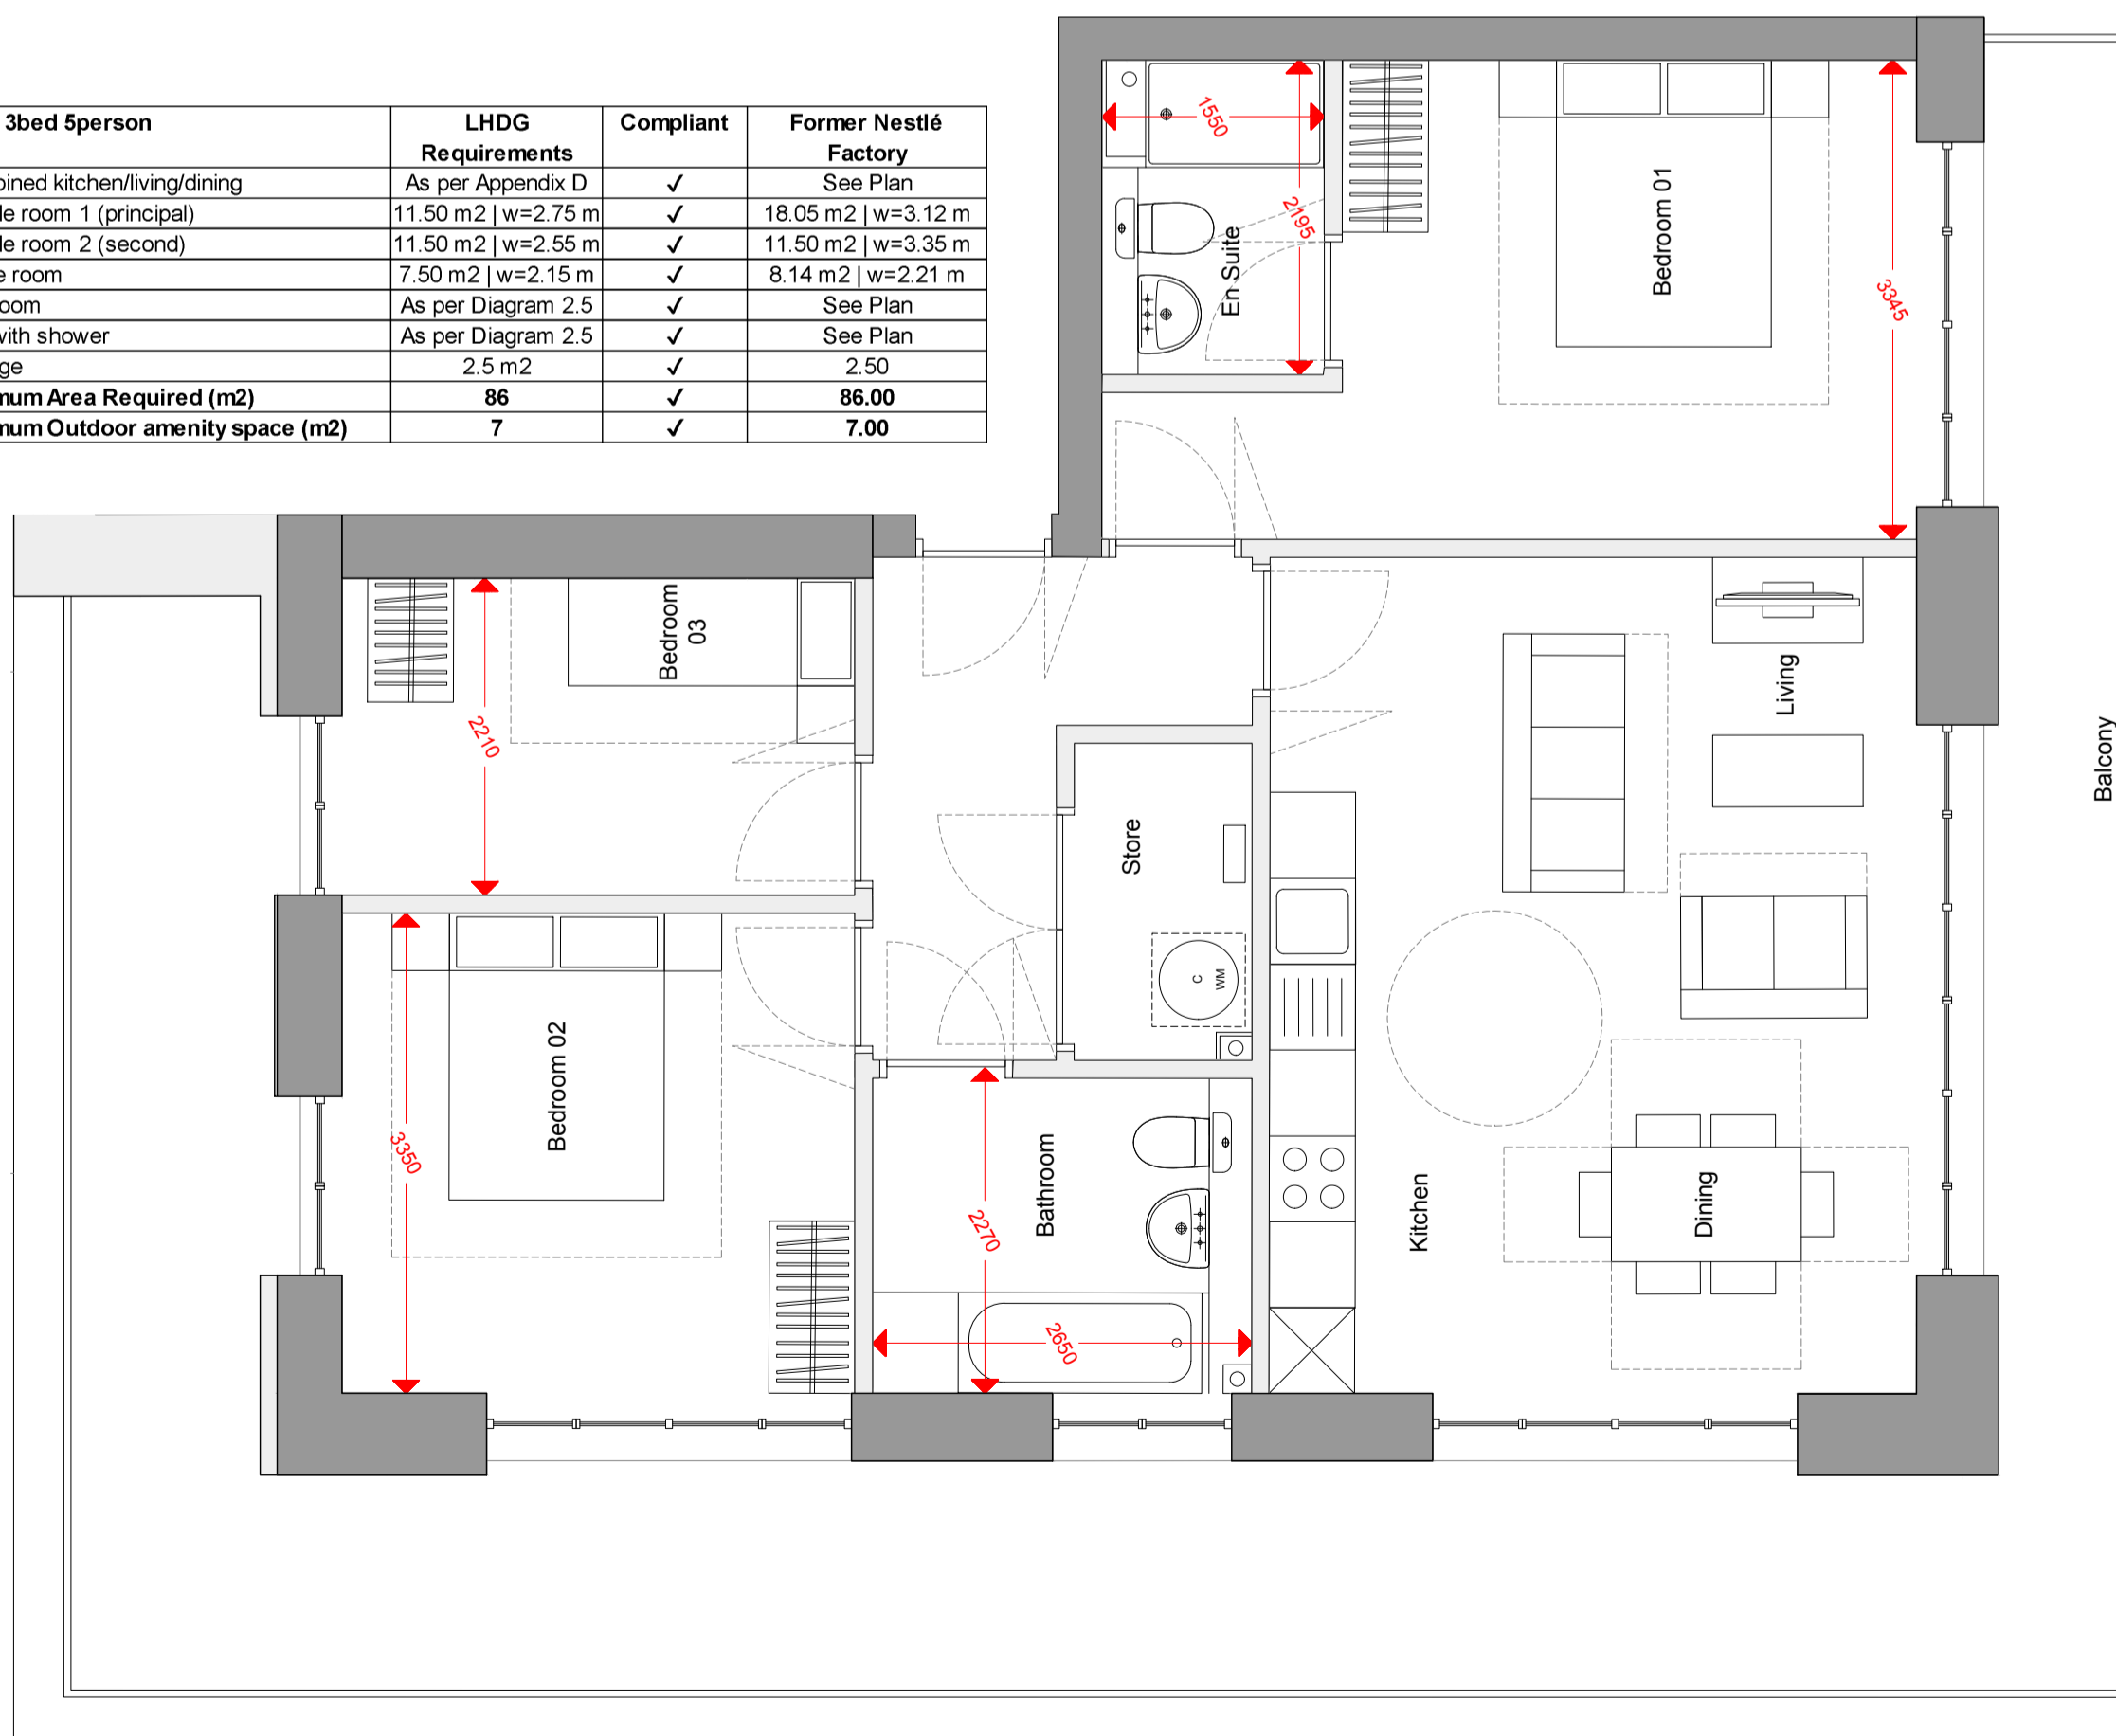 3bed 5person LHDG Requirements Compliant Former Nestlé Factory
bined kitchen/living/dining As per Appendix D ✓ See Plan
le room 1 (principal) 11.50 m2 | w=2.75 m ✓ 18.05 m2 | w=3.12 m
le room 2 (second) 11.50 m2 | w=2.55 m ✓ 11.50 m2 | w=3.35 m
e room 7.50 m2 | w=2.15 m ✓ 8.14 m2 | w=2.21 m
oom As per Diagram 2.5 ✓ See Plan
vith shower As per Diagram 2.5 ✓ See Plan
ge 2.5 m2 ✓ 2.50
mum Area Required (m2) 86 ✓ 86.00
mum Outdoor amenity space (m2) 7 ✓ 7.00
1550
2195
En Suite
Bedroom 01
3345
Bedroom
03
2210
Living
Balcony
Store
C
WM
Bedroom 02
3350
Bathroom
2270
2650
Kitchen
Dining